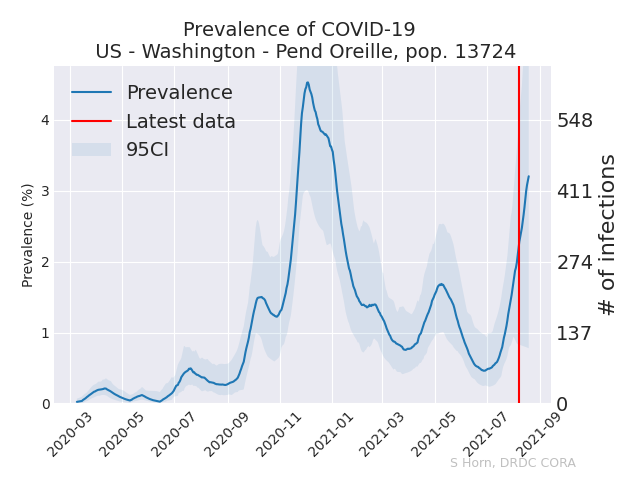 Prevalence of COVID-19
US - Washington - Pend Oreille, pop. 13724
Prevalence
Latest data
95CI
Prevalence (%)
4
3
2
1
0
# of infections
548
411
274
137
0
2020-03
2020-05
2020-07
2020-09
2020-11
2021-01
2021-03
2021-05
2021-07
2021-09
S Horn, DRDC CORA